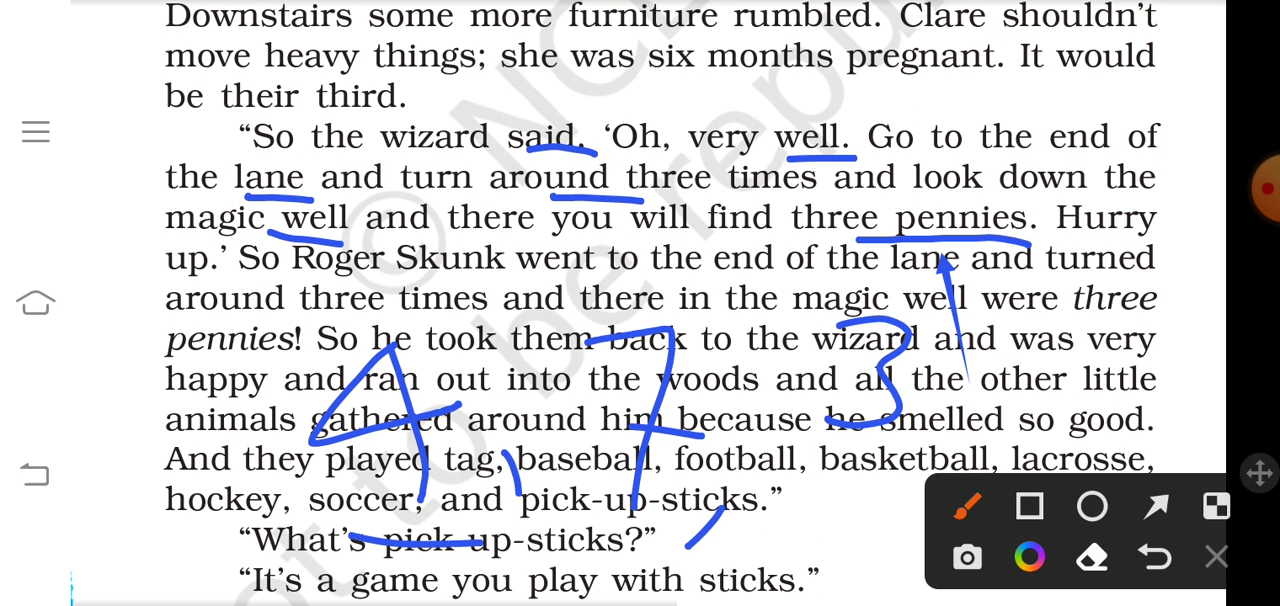 Downstairs some more furniture rumbled. Clare shouldn't
move heavy things; she was six months pregnant. It would
be their third.
“So the wizard said, ‘Oh, very well. Go to the end of
the lane and turn around three times and look down the
magic well and there you will find three pennies. Hurry
up.’ So Roger Skunk went to the end of the lane and turned
around three times and there in the magic well were three
pennies! So he took them back to the wizard and was very
happy and ran out into the woods and all the other little
animals gathered around him because he smelled so good.
And they played tag, baseball, football, basketball, lacrosse,
hockey, soccer, and pick-up-sticks.”
“What's pick-up-sticks?”
“It's a game you play with sticks.”
4, 7, 3